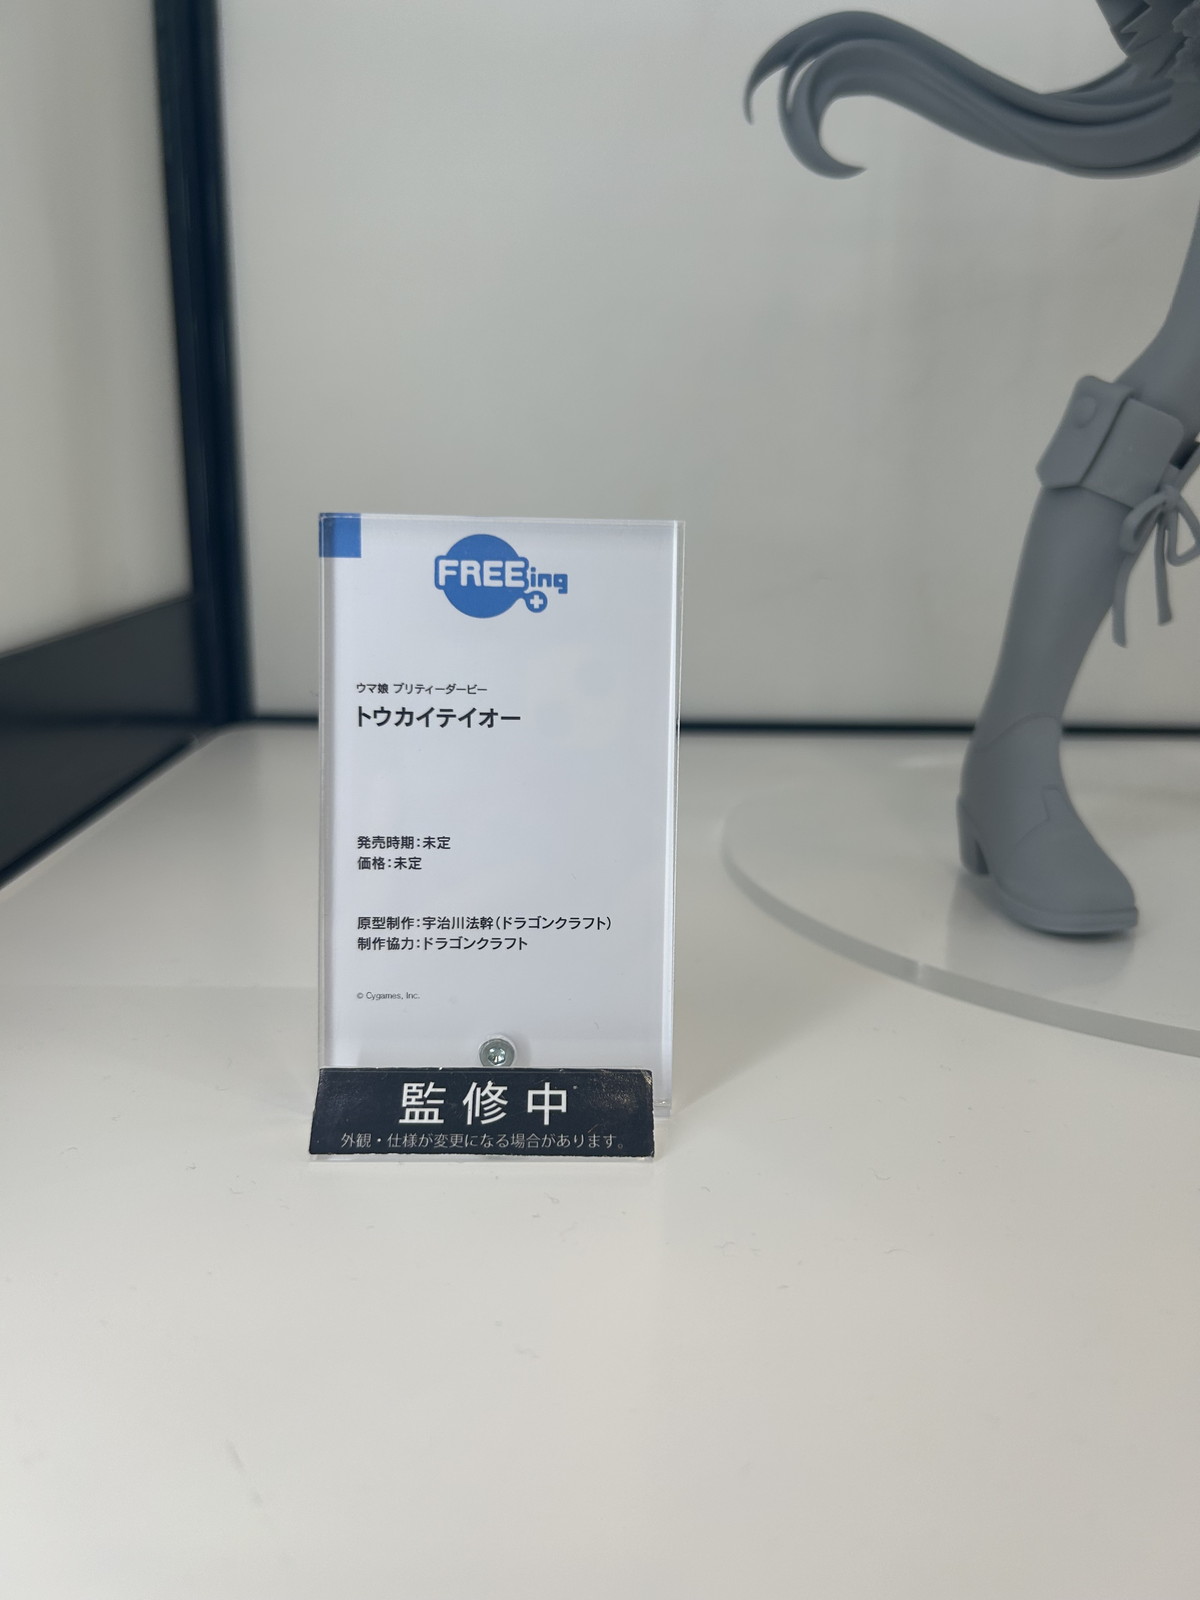 FREEing
ウマ娘 プリティーダービー
トウカイテイオー
発売時期：未定
価格：未定
原型制作：宇治川法幹（ドラゴンクラフト）
制作協力：ドラゴンクラフト
© Cygames, Inc.
監修中
外観・仕様が変更になる場合があります。